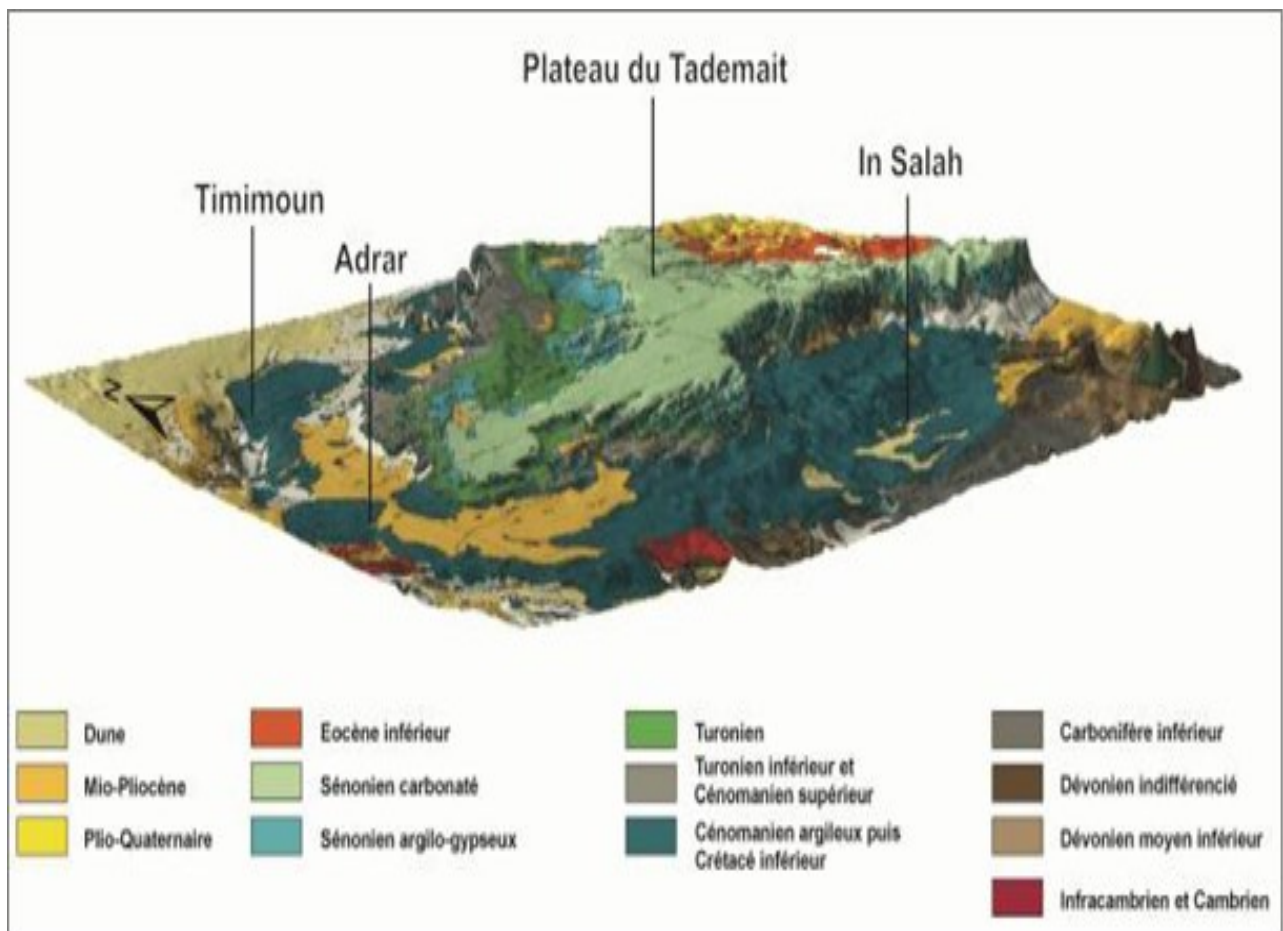 Plateau du Tademait
In Salah
Timimoun
Adrar
N
Dune
Mio-Pliocène
Plio-Quaternaire
Eocène inférieur
Sénonien carbonaté
Sénonien argilo-gypseux
Turonien
Turonien inférieur et
Cénomanien supérieur
Cénomanien argileux puis
Crétacé inférieur
Carbonifère inférieur
Dévonien indifférencié
Dévonien moyen inférieur
Infracambrien et Cambrien